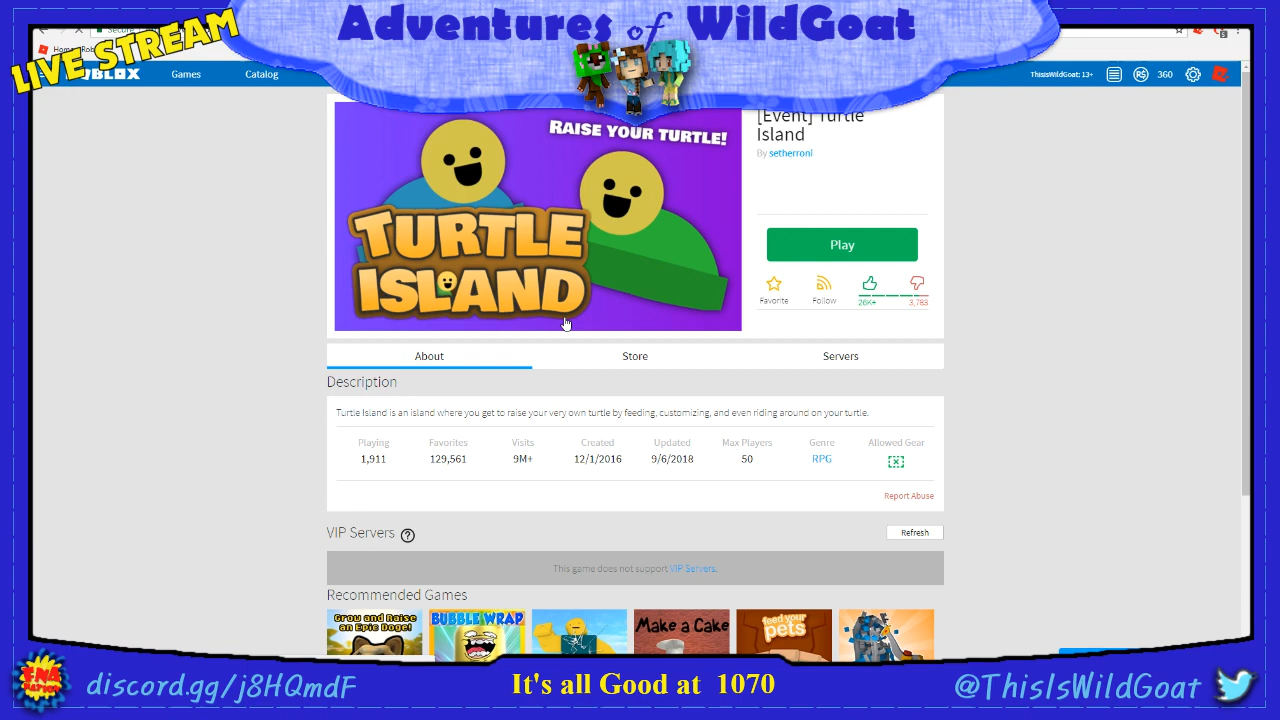 Adventures of WildGoat
LIVE STREAM
Games
Catalog
ThisIsWildGoat: 13+
R$
360
RAISE YOUR TURTLE!
TURTLE
ISLAND
[Event] Turtle
Island
By setherroni
Play
Favorite
Follow
26K+
3,783
About
Store
Servers
Description
Turtle Island is an island where you get to raise your very own turtle by feeding, customizing, and even riding around on your turtle.
Playing
Favorites
Visits
Created
Updated
Max Players
Genre
Allowed Gear
1,911
129,561
9M+
12/1/2016
9/6/2018
50
RPG
Report Abuse
VIP Servers ?
Refresh
This game does not support VIP Servers.
Recommended Games
Grow and Raise
an Epic Doge!
BUBBLE WRAP
Make a Cake
feed your
pets
discord.gg/j8HQmdF
It's all Good at 1070
@ThisIsWildGoat